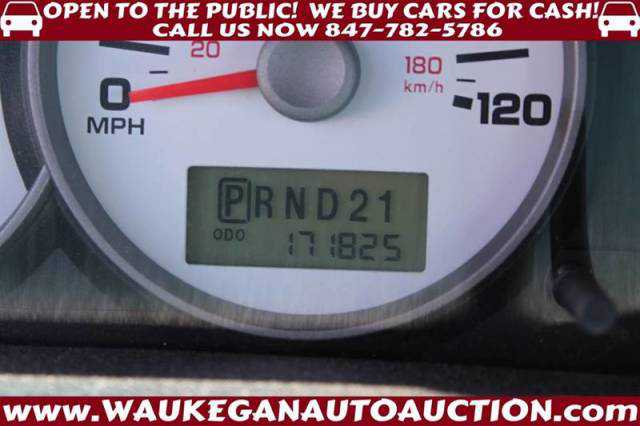 OPEN TO THE PUBLIC! WE BUY CARS FOR CASH!
CALL US NOW 847-782-5786
20
0
MPH
180
km/h
120
PRND21
ODO 171825
www.WAUKEGANAUTOAUCTION.com